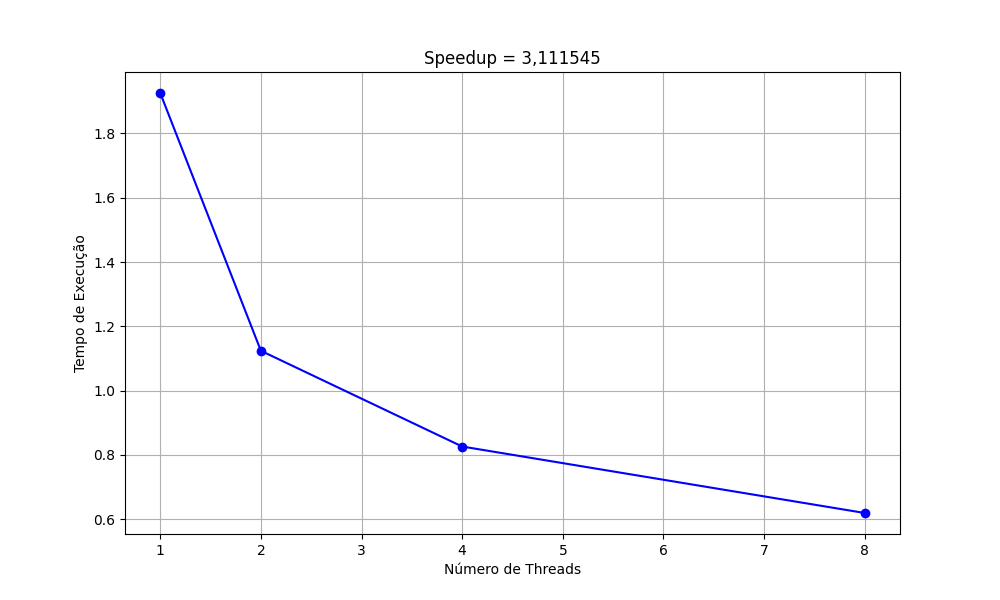 Speedup = 3,111545
Tempo de Execução
1.8
1.6
1.4
1.2
1.0
0.8
0.6
1 2 3 4 5 6 7 8
Número de Threads